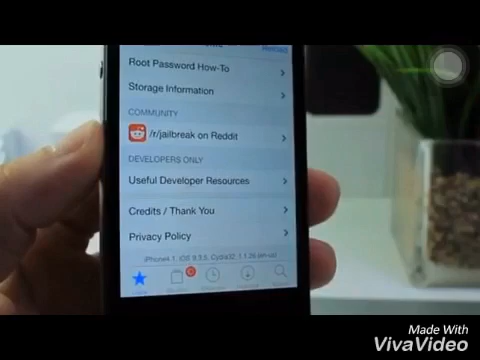 Reload
Root Password How-To
Storage Information
COMMUNITY
/r/jailbreak on Reddit
DEVELOPERS ONLY
Useful Developer Resources
Credits / Thank You
Privacy Policy
Made With
VivaVideo